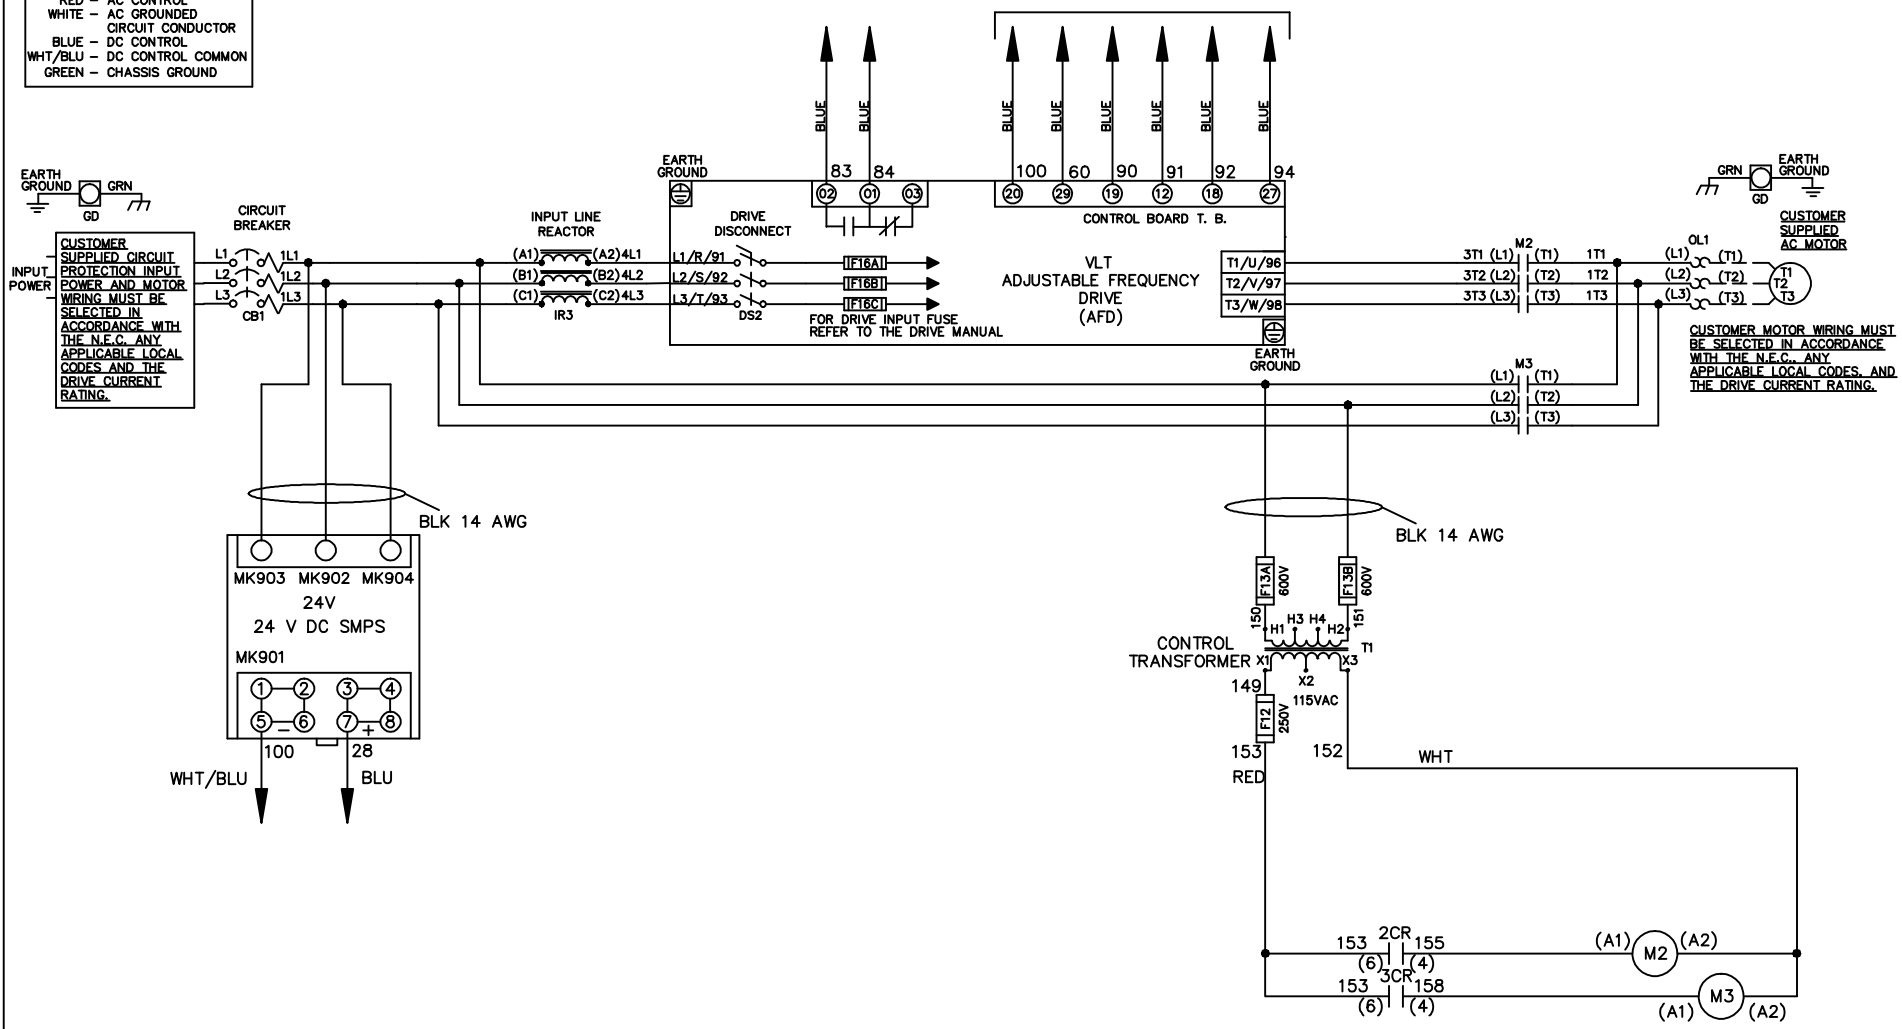 RED – AC CONTROL
WHITE – AC GROUNDED
CIRCUIT CONDUCTOR
BLUE – DC CONTROL
WHT/BLU – DC CONTROL COMMON
GREEN – CHASSIS GROUND
BLUE
BLUE
BLUE
BLUE
BLUE
BLUE
BLUE
BLUE
EARTH
GROUND
GRN
GD
CIRCUIT
BREAKER
INPUT LINE
REACTOR
EARTH
GROUND
DRIVE
DISCONNECT
83 84
02 01 03
100 60 90 91 92 94
20 29 19 12 18 27
CONTROL BOARD T. B.
GRN
EARTH
GROUND
GD
CUSTOMER
SUPPLIED
AC MOTOR
INPUT
POWER
CUSTOMER
SUPPLIED CIRCUIT
PROTECTION INPUT
POWER AND MOTOR
WIRING MUST BE
SELECTED IN
ACCORDANCE WITH
THE N.E.C. ANY
APPLICABLE LOCAL
CODES AND THE
DRIVE CURRENT
RATING.
L1 1L1
L2 1L2
L3 1L3
CB1
(A1) (A2) 4L1
(B1) (B2) 4L2
(C1) (C2) 4L3
IR3
L1/R/91
L2/S/92
L3/T/93
DS2
F16A
F16B
F16C
FOR DRIVE INPUT FUSE
REFER TO THE DRIVE MANUAL
VLT
ADJUSTABLE FREQUENCY
DRIVE
(AFD)
T1/U/96
T2/V/97
T3/W/98
EARTH
GROUND
M2
3T1 (L1) (T1) 1T1
3T2 (L2) (T2) 1T2
3T3 (L3) (T3) 1T3
OL1
(L1) (T1)
(L2) (T2)
(L3) (T3)
T1
T2
T3
CUSTOMER MOTOR WIRING MUST
BE SELECTED IN ACCORDANCE
WITH THE N.E.C., ANY
APPLICABLE LOCAL CODES, AND
THE DRIVE CURRENT RATING.
M3
(L1) (T1)
(L2) (T2)
(L3) (T3)
BLK 14 AWG
BLK 14 AWG
MK903 MK902 MK904
24V
24 V DC SMPS
MK901
1 2 3 4
5 – 6 7 + 8
100 28
WHT/BLU BLU
F13A 600V
F13B 600V
150 151
H1 H3 H4 H2
T1
CONTROL
TRANSFORMER
X1 X3
X2
149
115VAC
F12 250V
153 152
RED
WHT
2CR
153 155
(6) (4)
(A1) M2 (A2)
3CR
153 158
(6) (4)
(A1) M3 (A2)